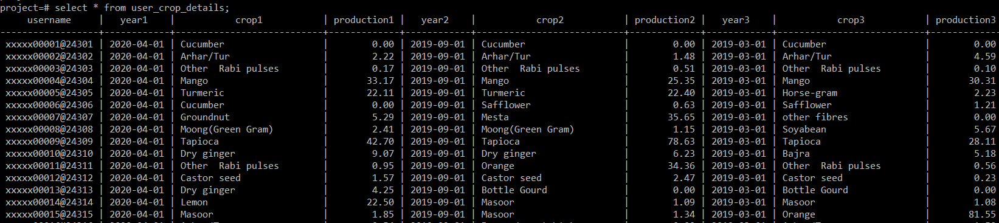 project=# select * from user_crop_details;
username | year1 | crop1 | production1 | year2 | crop2 | production2 | year3 | crop3 | production3
xxxxx00001@24301 | 2020-04-01 | Cucumber | 0.00 | 2019-09-01 | Cucumber | 0.00 | 2019-03-01 | Cucumber | 0.00
xxxxx00002@24302 | 2020-04-01 | Arhar/Tur | 2.22 | 2019-09-01 | Arhar/Tur | 1.48 | 2019-03-01 | Arhar/Tur | 4.59
xxxxx00003@24303 | 2020-04-01 | Other  Rabi pulses | 0.17 | 2019-09-01 | Other  Rabi pulses | 0.51 | 2019-03-01 | Other  Rabi pulses | 0.10
xxxxx00004@24304 | 2020-04-01 | Mango | 33.17 | 2019-09-01 | Mango | 25.35 | 2019-03-01 | Mango | 30.31
xxxxx00005@24305 | 2020-04-01 | Turmeric | 22.11 | 2019-09-01 | Turmeric | 22.40 | 2019-03-01 | Horse-gram | 2.23
xxxxx00006@24306 | 2020-04-01 | Cucumber | 0.00 | 2019-09-01 | Safflower | 0.63 | 2019-03-01 | Safflower | 1.21
xxxxx00007@24307 | 2020-04-01 | Groundnut | 5.29 | 2019-09-01 | Mesta | 35.65 | 2019-03-01 | other fibres | 0.00
xxxxx00008@24308 | 2020-04-01 | Moong(Green Gram) | 2.41 | 2019-09-01 | Moong(Green Gram) | 1.15 | 2019-03-01 | Soyabean | 5.67
xxxxx00009@24309 | 2020-04-01 | Tapioca | 42.70 | 2019-09-01 | Tapioca | 78.63 | 2019-03-01 | Tapioca | 28.11
xxxxx00010@24310 | 2020-04-01 | Dry ginger | 9.07 | 2019-09-01 | Dry ginger | 6.23 | 2019-03-01 | Bajra | 5.18
xxxxx00011@24311 | 2020-04-01 | Other  Rabi pulses | 0.95 | 2019-09-01 | Orange | 34.36 | 2019-03-01 | Other  Rabi pulses | 0.56
xxxxx00012@24312 | 2020-04-01 | Castor seed | 1.57 | 2019-09-01 | Castor seed | 2.47 | 2019-03-01 | Castor seed | 0.23
xxxxx00013@24313 | 2020-04-01 | Dry ginger | 4.25 | 2019-09-01 | Bottle Gourd | 0.00 | 2019-03-01 | Bottle Gourd | 0.00
xxxxx00014@24314 | 2020-04-01 | Lemon | 22.50 | 2019-09-01 | Masoor | 1.09 | 2019-03-01 | Masoor | 1.08
xxxxx00015@24315 | 2020-04-01 | Masoor | 1.85 | 2019-09-01 | Masoor | 1.34 | 2019-03-01 | Orange | 81.55